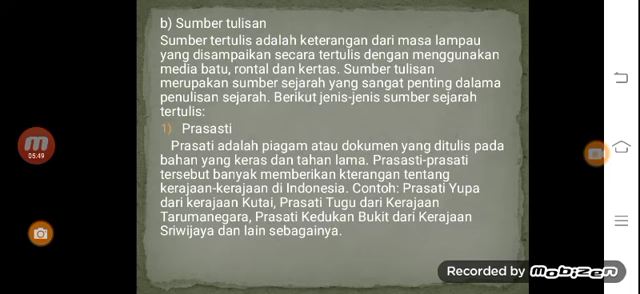 b) Sumber tulisan
Sumber tertulis adalah keterangan dari masa lampau
yang disampaikan secara tertulis dengan menggunakan
media batu, rontal dan kertas. Sumber tulisan
merupakan sumber sejarah yang sangat penting dalama
penulisan sejarah. Berikut jenis-jenis sumber sejarah
tertulis:
1) Prasasti
Prasati adalah piagam atau dokumen yang ditulis pada
bahan yang keras dan tahan lama. Prasasti-prasati
tersebut banyak memberikan kterangan tentang
kerajaan-kerajaan di Indonesia. Contoh: Prasati Yupa
dari kerajaan Kutai, Prasati Tugu dari Kerajaan
Tarumanegara, Prasati Kedukan Bukit dari Kerajaan
Sriwijaya dan lain sebagainya.
m
05:49
Recorded by mobizen